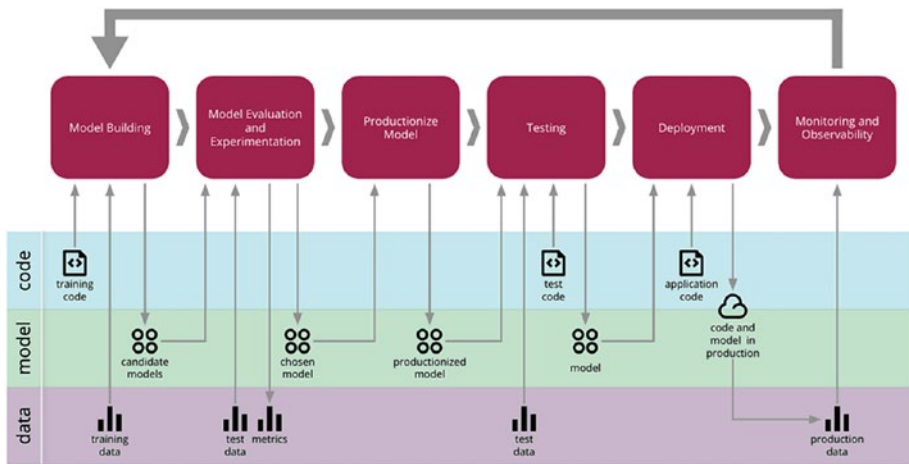 Model Building
Model Evaluation
and
Experimentation
Productionize
Model
Testing
Deployment
Monitoring and
Observability
code
training
code
test
code
application
code
model
candidate
models
chosen
model
productionized
model
model
code and
model in
production
data
training
data
test
data
metrics
test
data
production
data